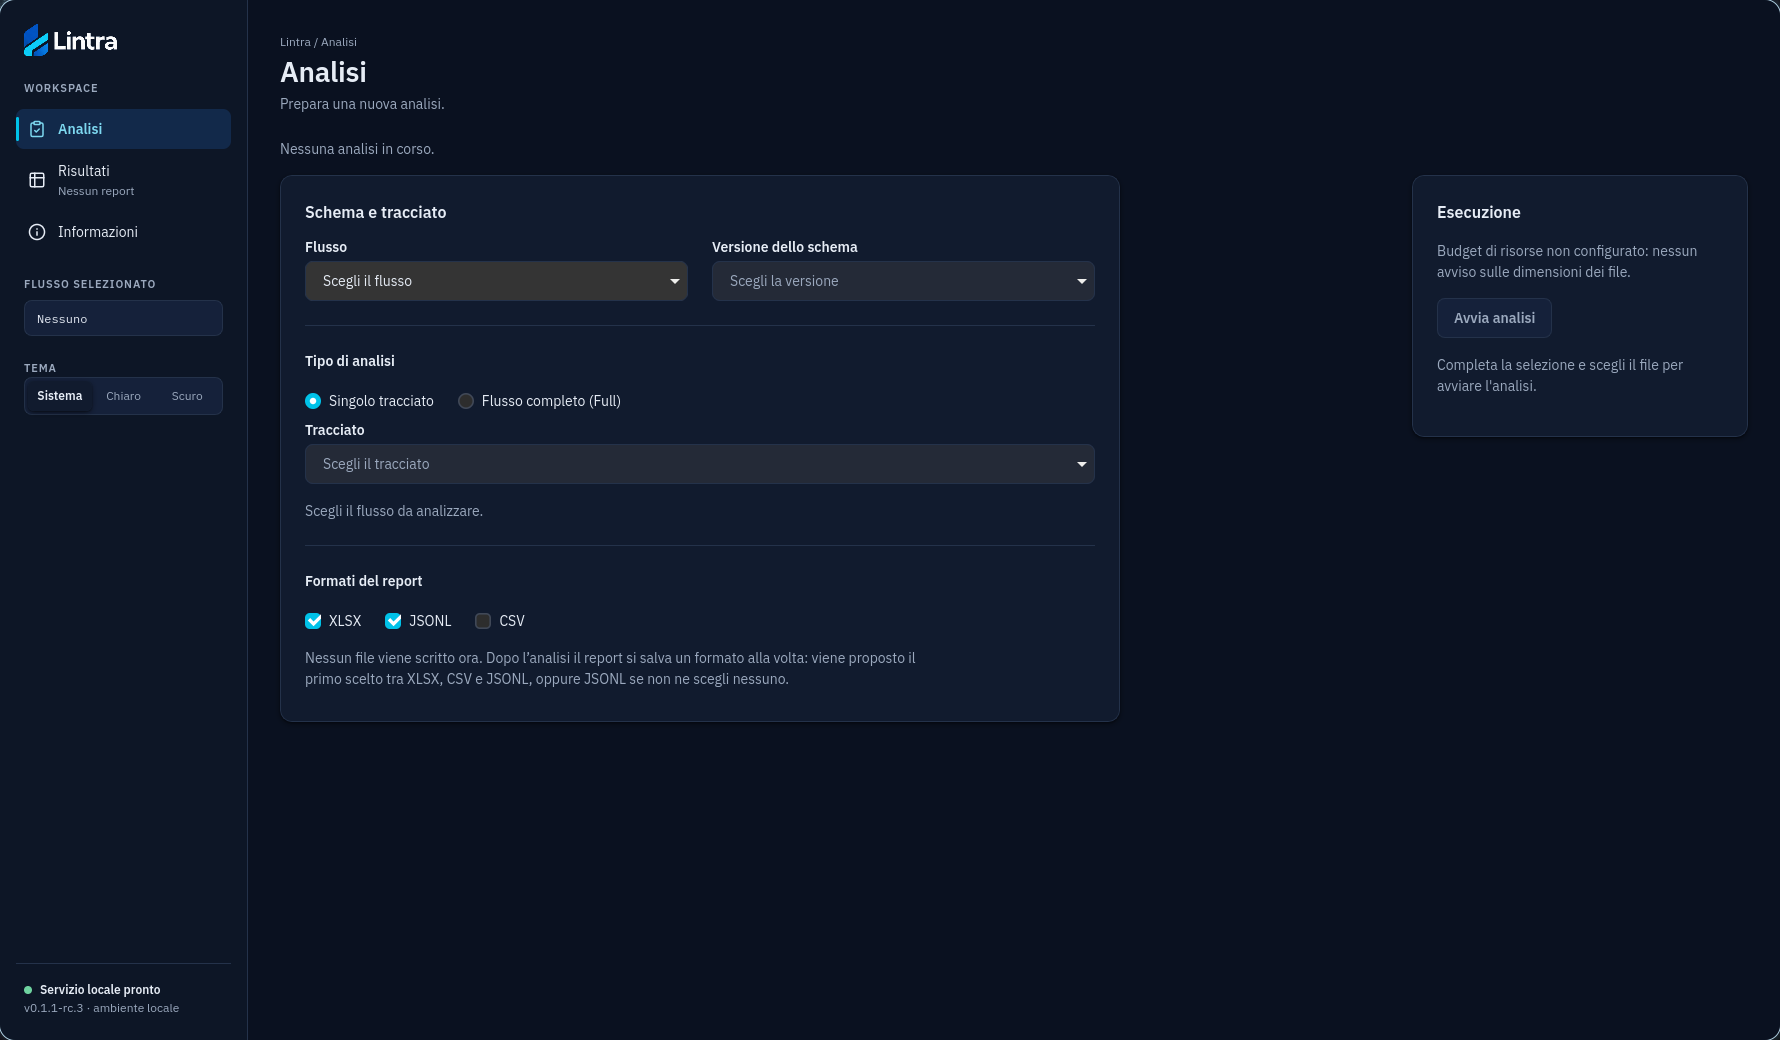 Lintra
WORKSPACE
Analisi
Risultati
Nessun report
Informazioni
FLUSSO SELEZIONATO
Nessuno
TEMA
Sistema Chiaro Scuro
Servizio locale pronto
v0.1.1-rc.3 · ambiente locale
Lintra / Analisi
Analisi
Prepara una nuova analisi.
Nessuna analisi in corso.
Schema e tracciato
Flusso
Scegli il flusso
Versione dello schema
Scegli la versione
Tipo di analisi
Singolo tracciato Flusso completo (Full)
Tracciato
Scegli il tracciato
Scegli il flusso da analizzare.
Formati del report
XLSX JSONL CSV
Nessun file viene scritto ora. Dopo l’analisi il report si salva un formato alla volta: viene proposto il
primo scelto tra XLSX, CSV e JSONL, oppure JSONL se non ne scegli nessuno.
Esecuzione
Budget di risorse non configurato: nessun
avviso sulle dimensioni dei file.
Avvia analisi
Completa la selezione e scegli il file per
avviare l'analisi.